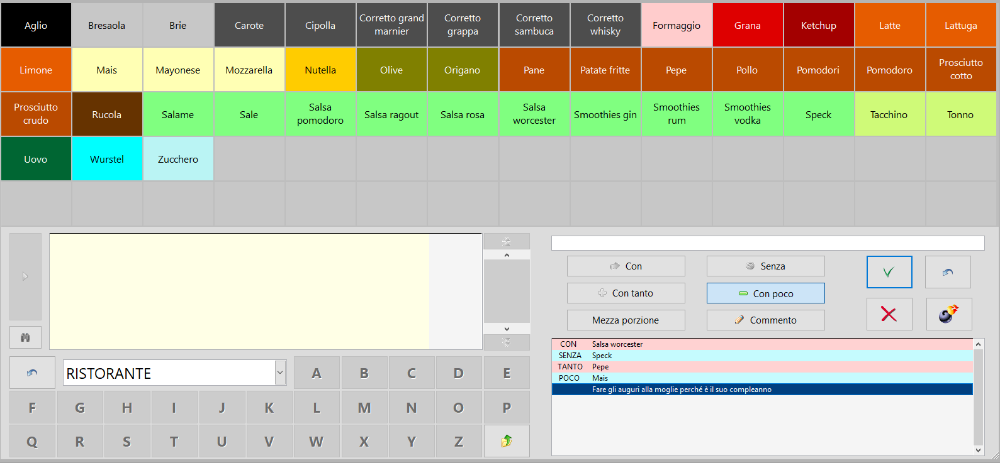 Aglio
Bresaola
Brie
Carote
Cipolla
Corretto grand
marnier
Corretto
grappa
Corretto
sambuca
Corretto
whisky
Formaggio
Grana
Ketchup
Latte
Lattuga
Limone
Mais
Mayonese
Mozzarella
Nutella
Olive
Origano
Pane
Patate fritte
Pepe
Pollo
Pomodori
Pomodoro
Prosciutto
cotto
Prosciutto
crudo
Rucola
Salame
Sale
Salsa
pomodoro
Salsa ragout
Salsa rosa
Salsa
worcester
Smoothies gin
Smoothies
rum
Smoothies
vodka
Speck
Tacchino
Tonno
Uovo
Wurstel
Zucchero
Con
Senza
Con tanto
Con poco
Mezza porzione
Commento
CON Salsa worcester
SENZA Speck
TANTO Pepe
POCO Mais
Fare gli auguri alla moglie perché è il suo compleanno
RISTORANTE
A B C D E
F G H I J K L M N O P
Q R S T U V W X Y Z